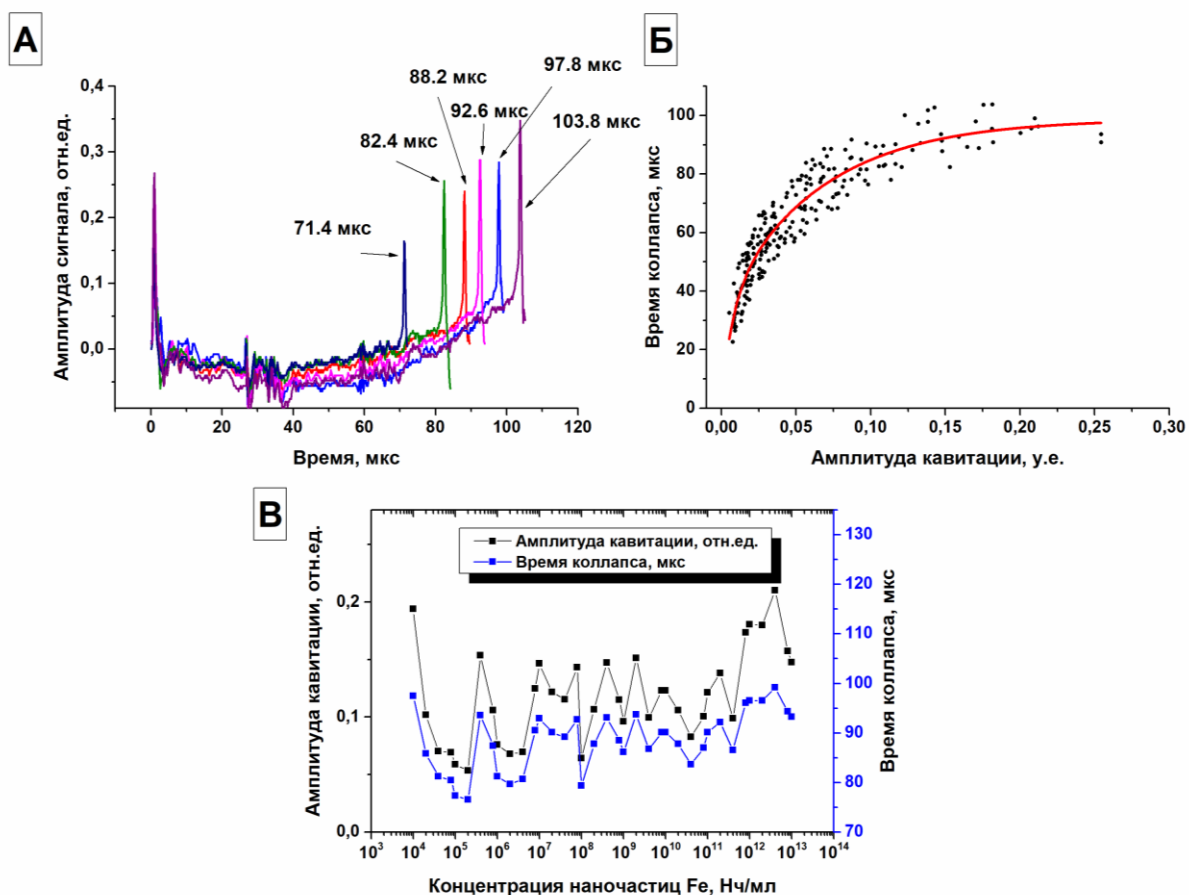 А
Амплитуда сигнала, отн.ед.
0,4
0,3
0,2
0,1
0,0
71.4 мкс
82.4 мкс
88.2 мкс
92.6 мкс
97.8 мкс
103.8 мкс
0 20 40 60 80 100 120
Время, мкс
Б
Время коллапса, мкс
100
80
60
40
20
0
0,00 0,05 0,10 0,15 0,20 0,25 0,30
Амплитуда кавитации, у.е.
В
Амплитуда кавитации, отн.ед.
0,2
0,1
0,0
Амплитуда кавитации, отн.ед.
Время коллапса, мкс
130
120
110
100
90
80
70
Время коллапса, мкс
10³ 10⁴ 10⁵ 10⁶ 10⁷ 10⁸ 10⁹ 10¹⁰ 10¹¹ 10¹² 10¹³ 10¹⁴
Концентрация наночастиц Fe, Нч/мл